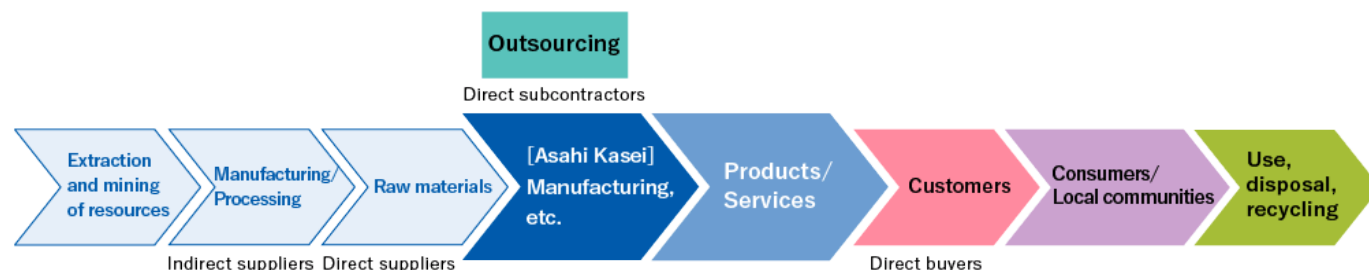 Outsourcing
Direct subcontractors
Extraction
and mining
of resources
Manufacturing/
Processing
Raw materials
[Asahi Kasei]
Manufacturing,
etc.
Products/
Services
Customers
Consumers/
Local communities
Use,
disposal,
recycling
Indirect suppliers
Direct suppliers
Direct buyers